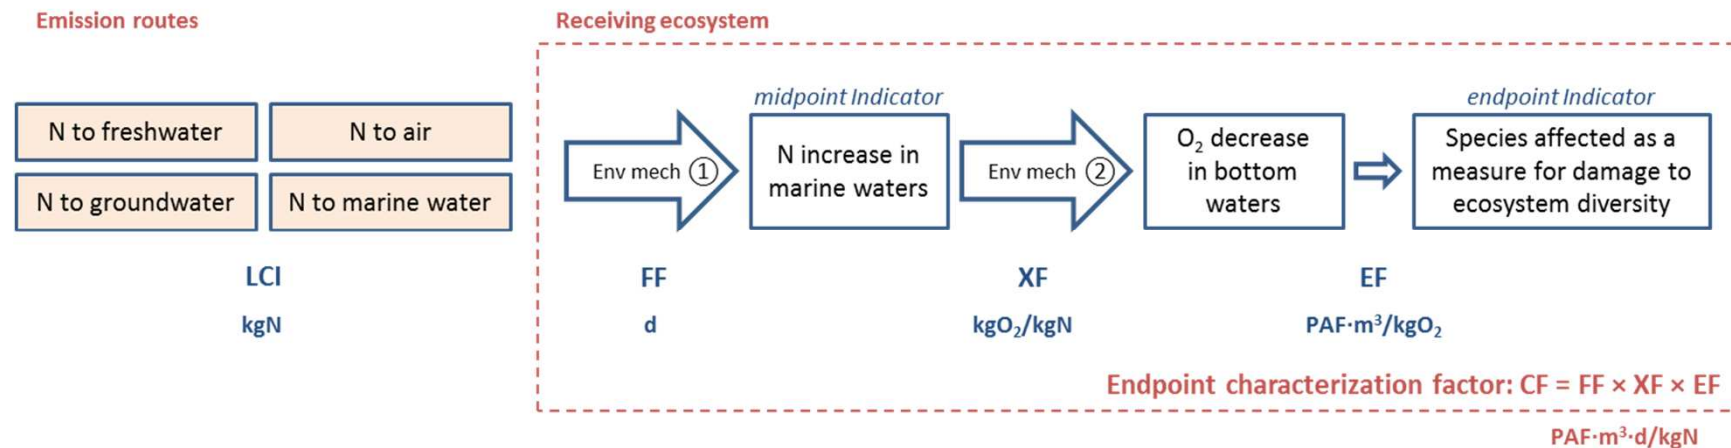 Emission routes
Receiving ecosystem
N to freshwater
N to air
N to groundwater
N to marine water
LCI
kgN
Env mech ①
midpoint Indicator
N increase in
marine waters
Env mech ②
O₂ decrease
in bottom
waters
endpoint Indicator
Species affected as a
measure for damage to
ecosystem diversity
FF
d
XF
kgO₂/kgN
EF
PAF·m³/kgO₂
Endpoint characterization factor: CF = FF × XF × EF
PAF·m³·d/kgN